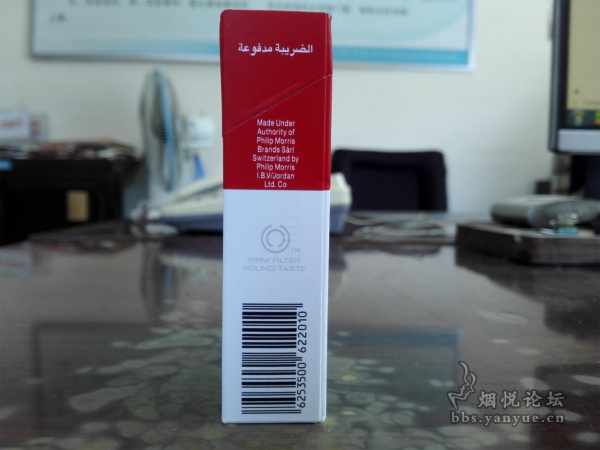 الضريبة مدفوعة
Made Under
Authority of
Philip Morris
Brands Sàrl
Switzerland by
Philip Morris
I.B.V/Jordan
Ltd. Co
TM
FIRM FILTER
ROUND TASTE
6253500 622010
烟悦论坛
bbs.yanyue.cn